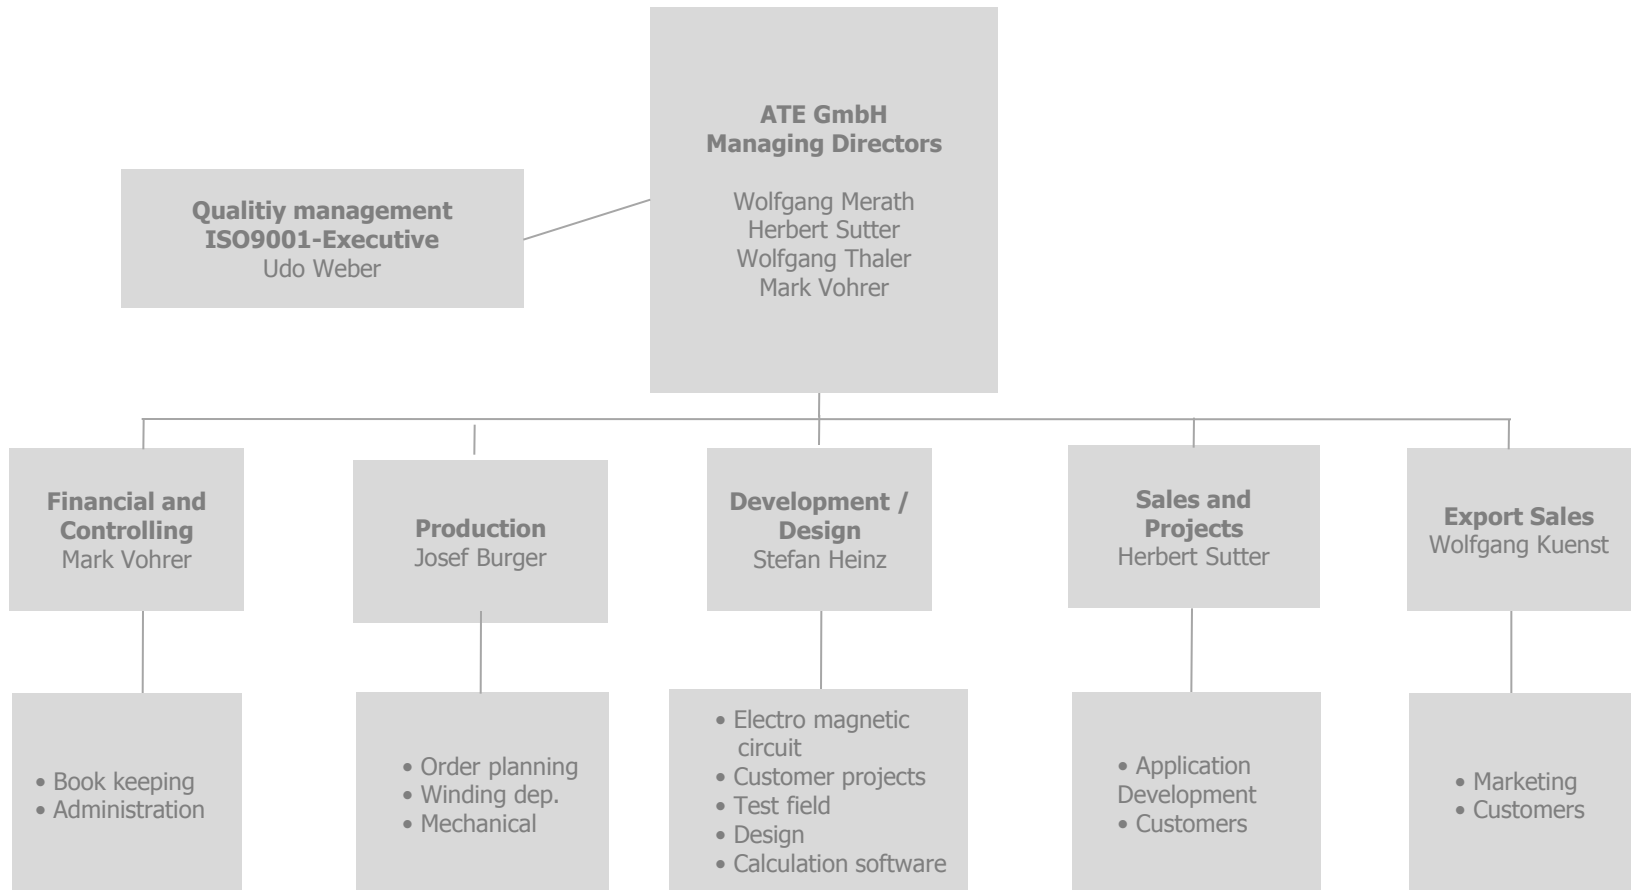 ATE GmbH
Managing Directors
Wolfgang Merath
Herbert Sutter
Wolfgang Thaler
Mark Vohrer
Qualitiy management
ISO9001-Executive
Udo Weber
Financial and
Controlling
Mark Vohrer
Production
Josef Burger
Development /
Design
Stefan Heinz
Sales and
Projects
Herbert Sutter
Export Sales
Wolfgang Kuenst
• Book keeping
• Administration
• Order planning
• Winding dep.
• Mechanical
• Electro magnetic
circuit
• Customer projects
• Test field
• Design
• Calculation software
• Application
Development
• Customers
• Marketing
• Customers